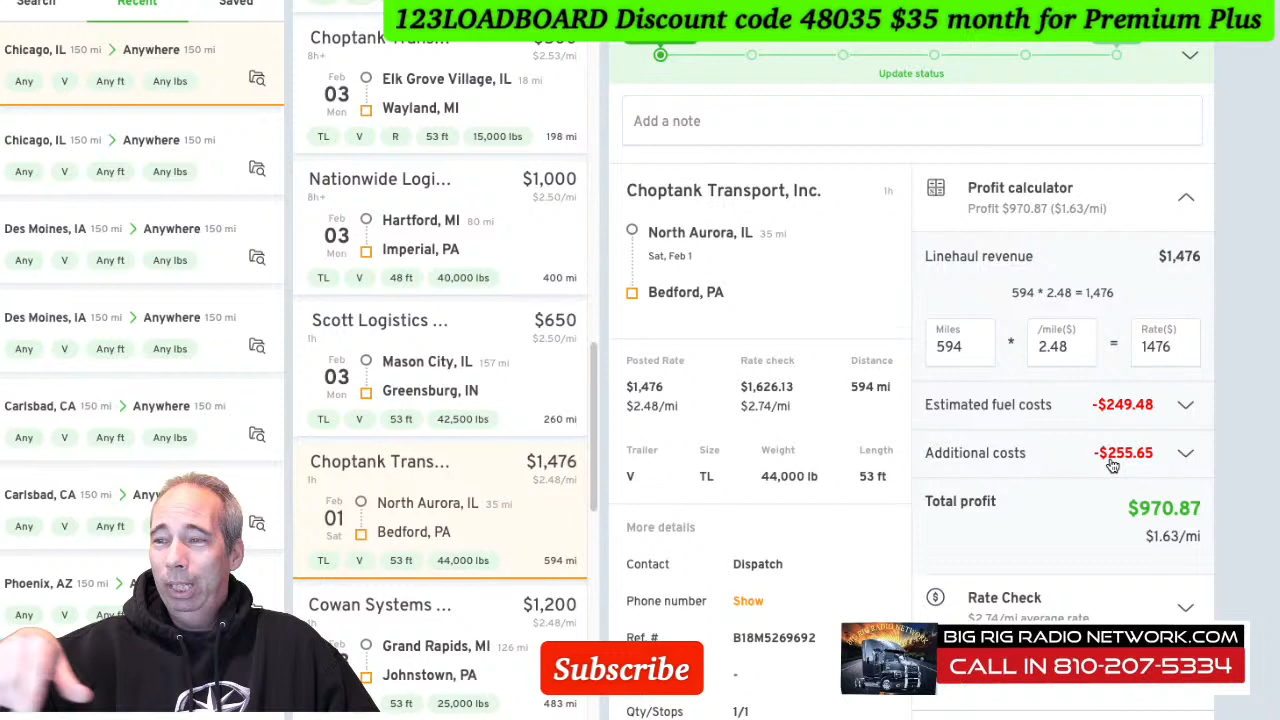 123LOADBOARD Discount code 48035 $35 month for Premium Plus
Search Recent Saved
Chicago, IL 150 mi > Anywhere 150 mi
Any V Any ft Any lbs
Chicago, IL 150 mi > Anywhere 150 mi
Any V Any ft Any lbs
Des Moines, IA 150 mi > Anywhere 150 mi
Any V Any ft Any lbs
Des Moines, IA 150 mi > Anywhere 150 mi
Any V Any ft Any lbs
Carlsbad, CA 150 mi > Anywhere 150 mi
Any V Any ft Any lbs
Carlsbad, CA 150 mi
Any Any ft Any lbs
Phoenix, AZ 150 mi
Any Any lbs
Choptank
8h+ $2.53/mi
Feb 03 Mon
Elk Grove Village, IL 18 mi
Wayland, MI
TL V R 53 ft 15,000 lbs 198 mi
Nationwide Logi... $1,000
8h+ $2.50/mi
Feb 03 Mon
Hartford, MI 80 mi
Imperial, PA
TL V 48 ft 40,000 lbs 400 mi
Scott Logistics ... $650
1h $2.50/mi
Feb 03 Mon
Mason City, IL 157 mi
Greensburg, IN
TL V 53 ft 42,500 lbs 260 mi
Choptank Trans... $1,476
1h $2.48/mi
Feb 01 Sat
North Aurora, IL 35 mi
Bedford, PA
TL V 53 ft 44,000 lbs 594 mi
Cowan Systems ... $1,200
$2.48/mi
Grand Rapids, MI 126 mi
Johnstown, PA
53 ft 25,000 lbs 483 mi
Update status
Add a note
Choptank Transport, Inc. 1h
North Aurora, IL 35 mi
Sat, Feb 1
Bedford, PA
Posted Rate Rate check Distance
$1,476 $1,626.13 594 mi
$2.48/mi $2.74/mi
Trailer Size Weight Length
V TL 44,000 lb 53 ft
More details
Contact Dispatch
Phone number Show
Ref. # B18M5269692
-
Qty/Stops 1/1
Profit calculator
Profit $970.87 ($1.63/mi)
Linehaul revenue $1,476
594 * 2.48 = 1,476
Miles /mile($) Rate($)
594 * 2.48 = 1476
Estimated fuel costs -$249.48
Additional costs -$255.65
Total profit $970.87
$1.63/mi
Rate Check
$2.74/mi average rate
Subscribe
BIG RIG RADIO NETWORK.COM
CALL IN 810-207-5334